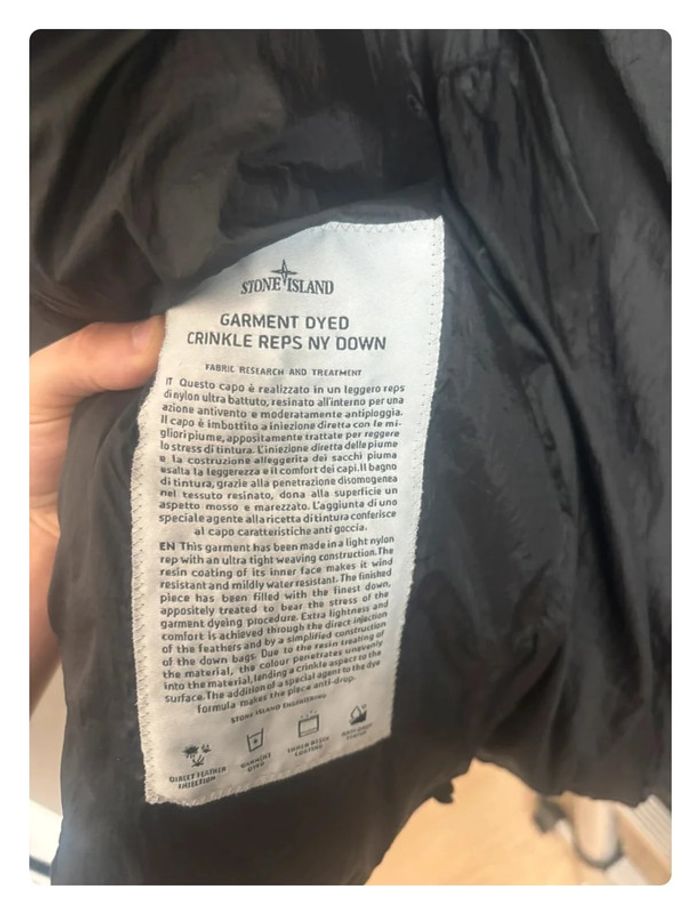 STONE ISLAND
GARMENT DYED
CRINKLE REPS NY DOWN
FABRIC RESEARCH AND TREATMENT
IT Questo capo è realizzato in un leggero reps
di nylon ultra battuto, resinato all'interno per una
azione antivento e moderatamente antipioggia.
Il capo è imbottito a iniezione diretta con le mi-
gliori piume, appositamente trattate per reggere
lo stress di tintura. L'iniezione diretta delle piume
e la costruzione alleggerita dei sacchi piuma
esalta la leggerezza e il comfort dei capi. Il bagno
di tintura, grazie alla penetrazione disomogenea
nel tessuto resinato, dona alla superficie un
aspetto mosso e marezzato. L'aggiunta di uno
speciale agente alla ricetta di tintura conferisce
al capo caratteristiche anti goccia.
EN This garment has been made in a light nylon
rep with an ultra tight weaving construction. The
resin coating of its inner face makes it wind
resistant and mildly water resistant. The finished
piece has been filled with the finest down,
appositely treated to bear the stress of the
garment dyeing procedure. Extra lightness and
comfort is achieved through the direct injection
of the feathers and by a simplified construction
of the down bags. Due to the resin treating of
the material, the colour penetrates unevenly
into the material, lending a crinkle aspect to the
surface. The addition of a special agent to the dye
formula makes the piece anti-drop.
STONE ISLAND ENGINEERING
DIRECT FEATHER
INJECTION
GARMENT
DYED
INNER RESIN
COATING
ANTI-DROP